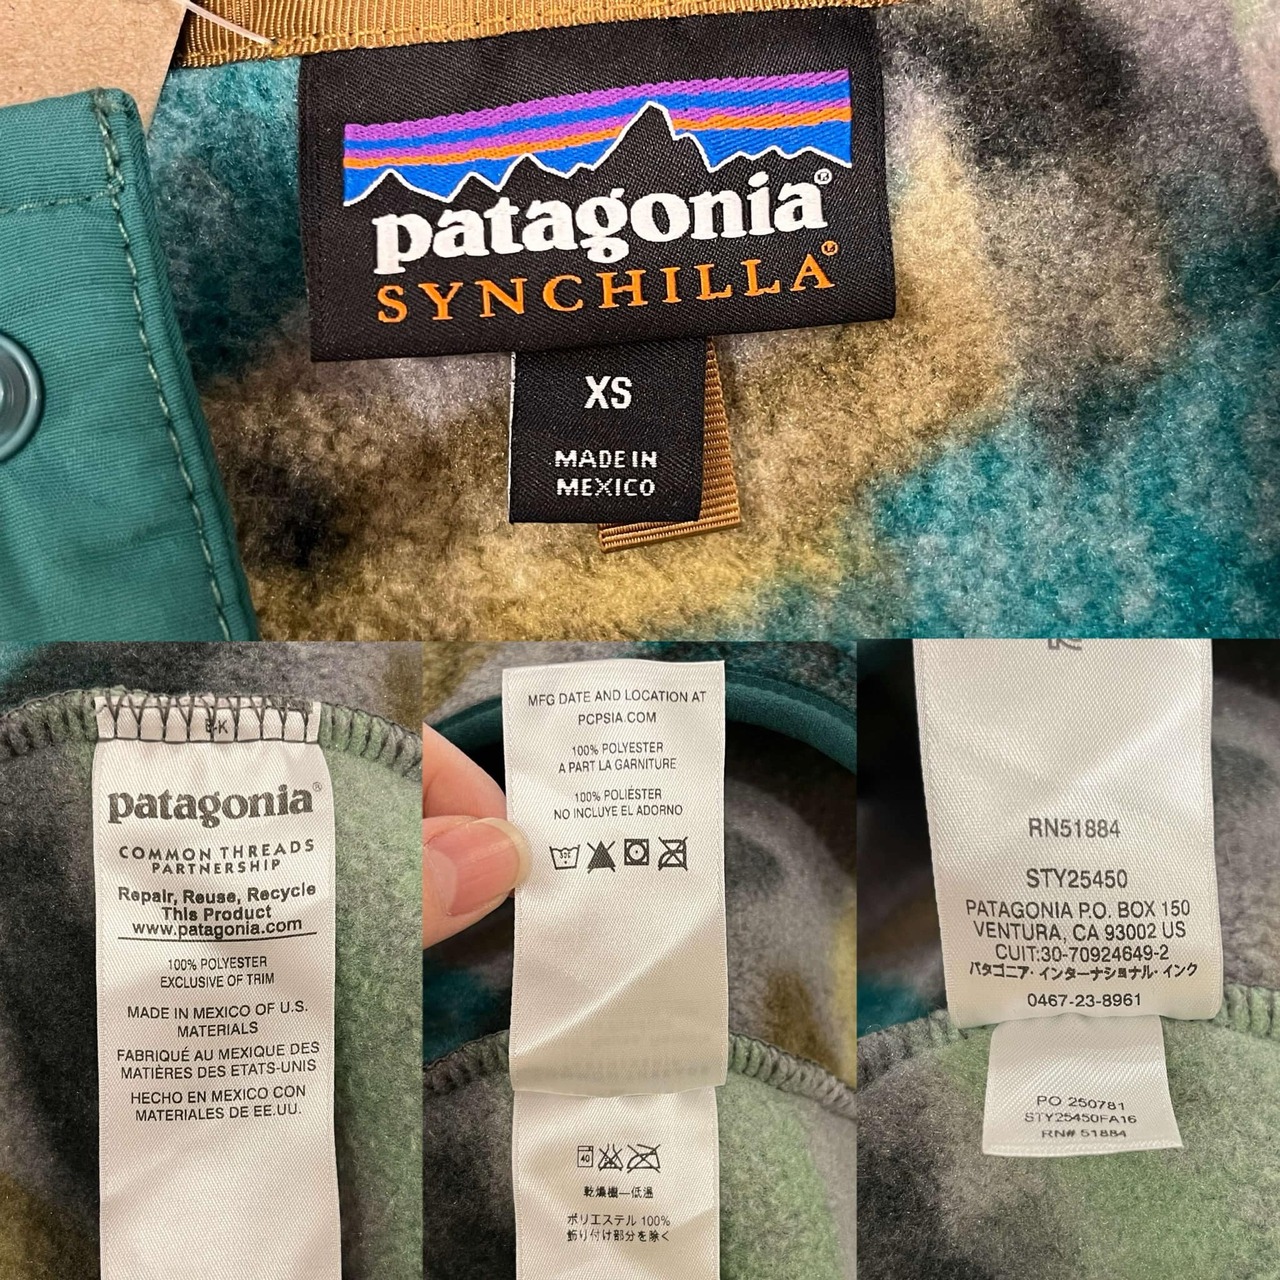 patagonia®
SYNCHILLA®
XS
MADE IN
MEXICO
patagonia®
COMMON THREADS
PARTNERSHIP
Repair, Reuse, Recycle
This Product
www.patagonia.com
100% POLYESTER
EXCLUSIVE OF TRIM
MADE IN MEXICO OF U.S.
MATERIALS
FABRIQUÉ AU MEXIQUE DES
MATIÈRES DES ETATS-UNIS
HECHO EN MEXICO CON
MATERIALES DE EE.UU.
MFG DATE AND LOCATION AT
PCPSIA.COM
100% POLYESTER
A PART LA GARNITURE
100% POLIÉSTER
NO INCLUYE EL ADORNO
40
乾燥機—低温
ポリエステル 100%
飾り付け部分を除く
RN51884
STY25450
PATAGONIA P.O. BOX 150
VENTURA, CA 93002 US
CUIT:30-70924649-2
パタゴニア・インターナショナル・インク
0467-23-8961
PO 250781
STY25450FA16
RN# 51884